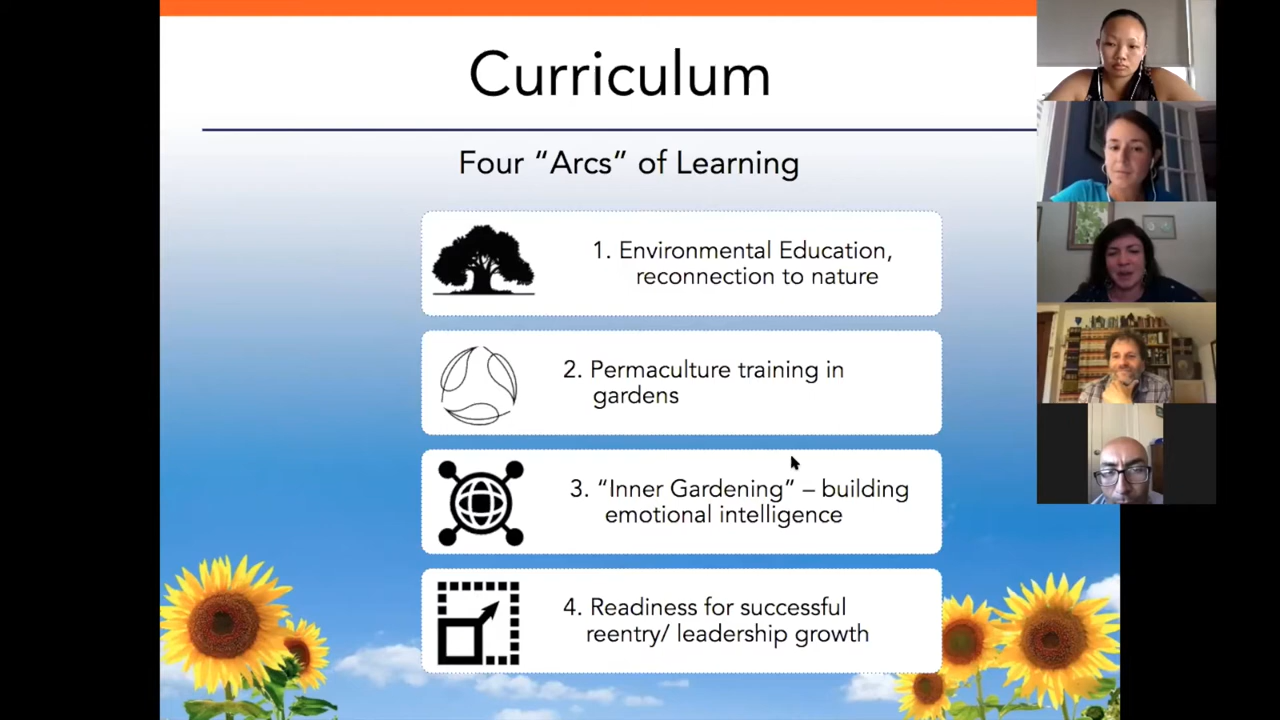 Curriculum
Four “Arcs” of Learning
1. Environmental Education,
reconnection to nature
2. Permaculture training in
gardens
3. “Inner Gardening” – building
emotional intelligence
4. Readiness for successful
reentry/ leadership growth